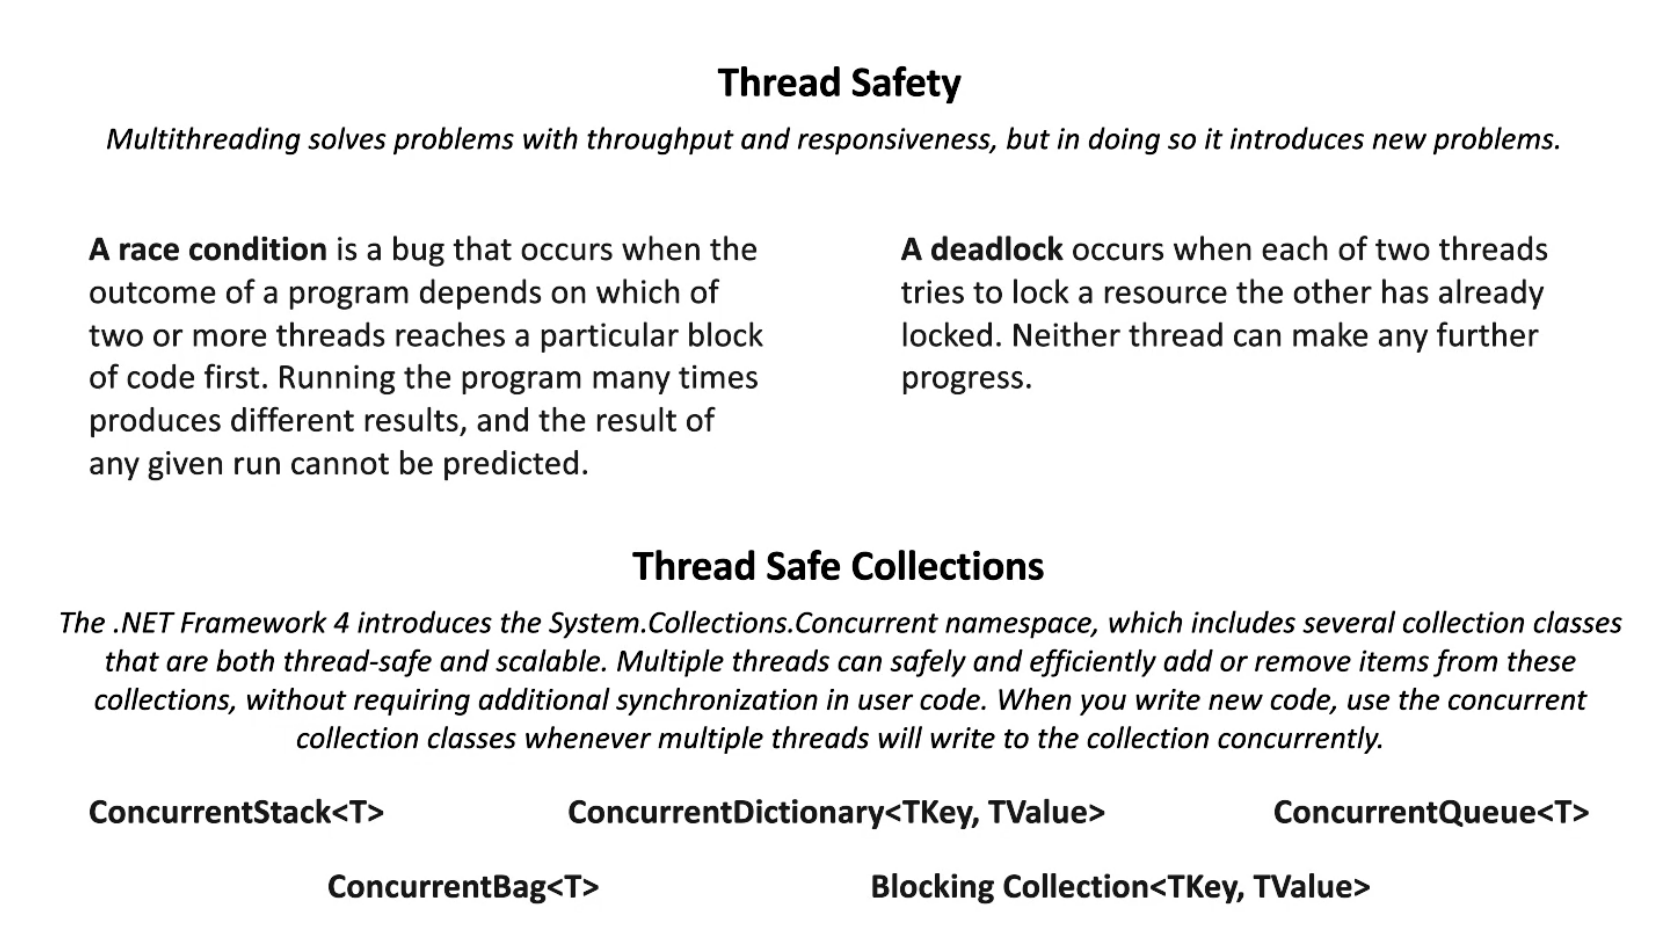 Thread Safety
Multithreading solves problems with throughput and responsiveness, but in doing so it introduces new problems.
A race condition is a bug that occurs when the
outcome of a program depends on which of
two or more threads reaches a particular block
of code first. Running the program many times
produces different results, and the result of
any given run cannot be predicted.
A deadlock occurs when each of two threads
tries to lock a resource the other has already
locked. Neither thread can make any further
progress.
Thread Safe Collections
The .NET Framework 4 introduces the System.Collections.Concurrent namespace, which includes several collection classes
that are both thread-safe and scalable. Multiple threads can safely and efficiently add or remove items from these
collections, without requiring additional synchronization in user code. When you write new code, use the concurrent
collection classes whenever multiple threads will write to the collection concurrently.
ConcurrentStack<T> ConcurrentDictionary<TKey, TValue> ConcurrentQueue<T>
ConcurrentBag<T> Blocking Collection<TKey, TValue>